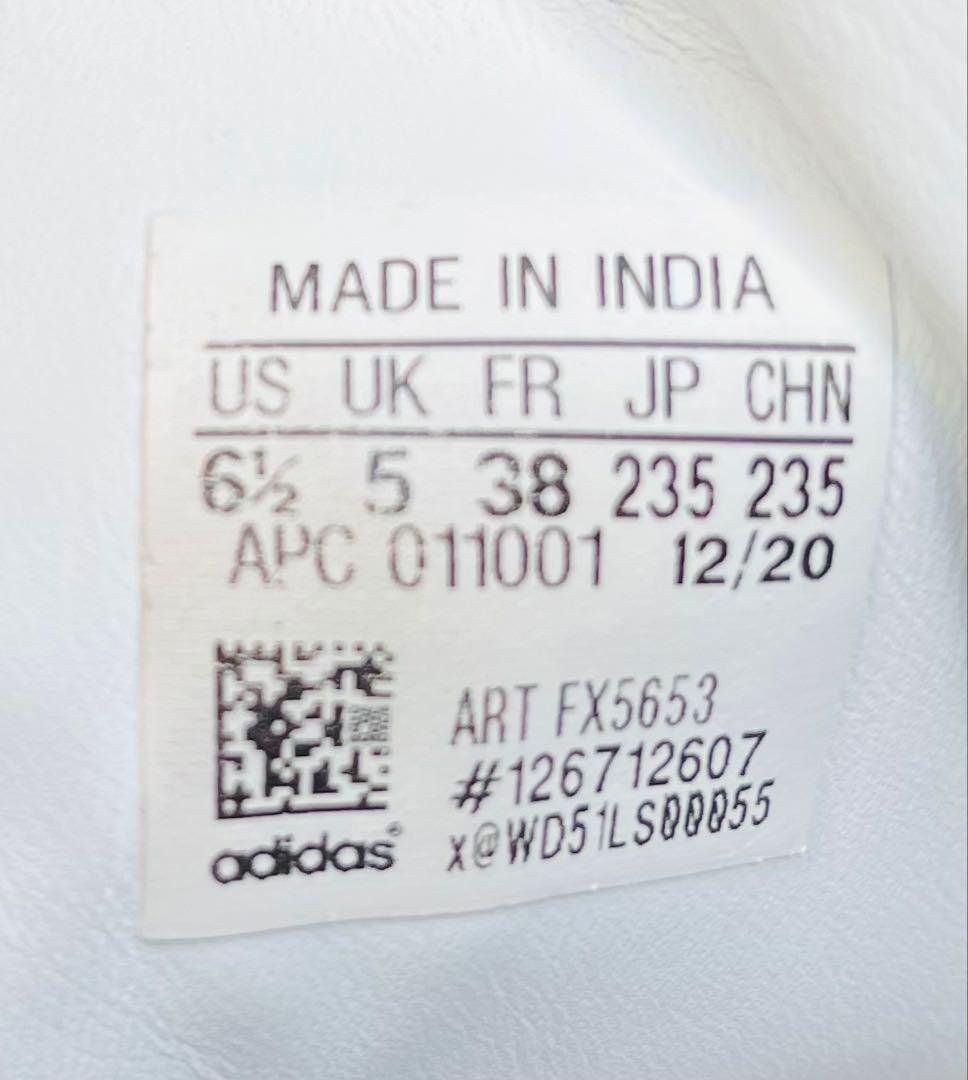 MADE IN INDIA
US UK FR JP CHN
6½ 5 38 235 235
APC 011001 12/20
ART FX5653
#126712607
x@WD51LS00055
adidas®